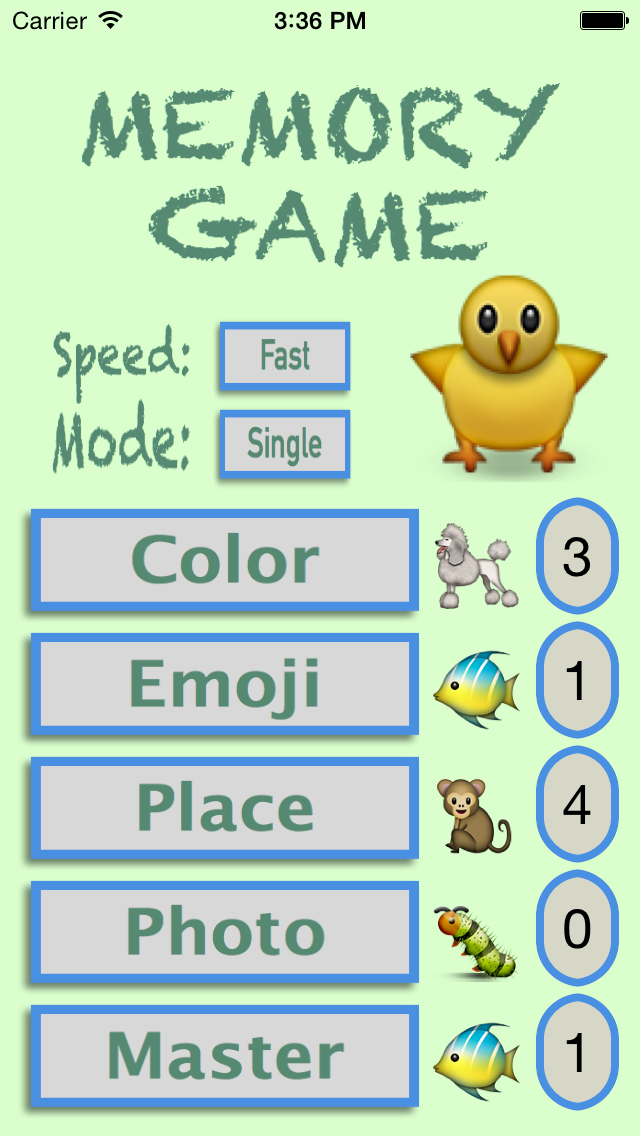 Carrier 3:36 PM
MEMORY
GAME
Speed: Fast
Mode: Single
Color 3
Emoji 1
Place 4
Photo 0
Master 1